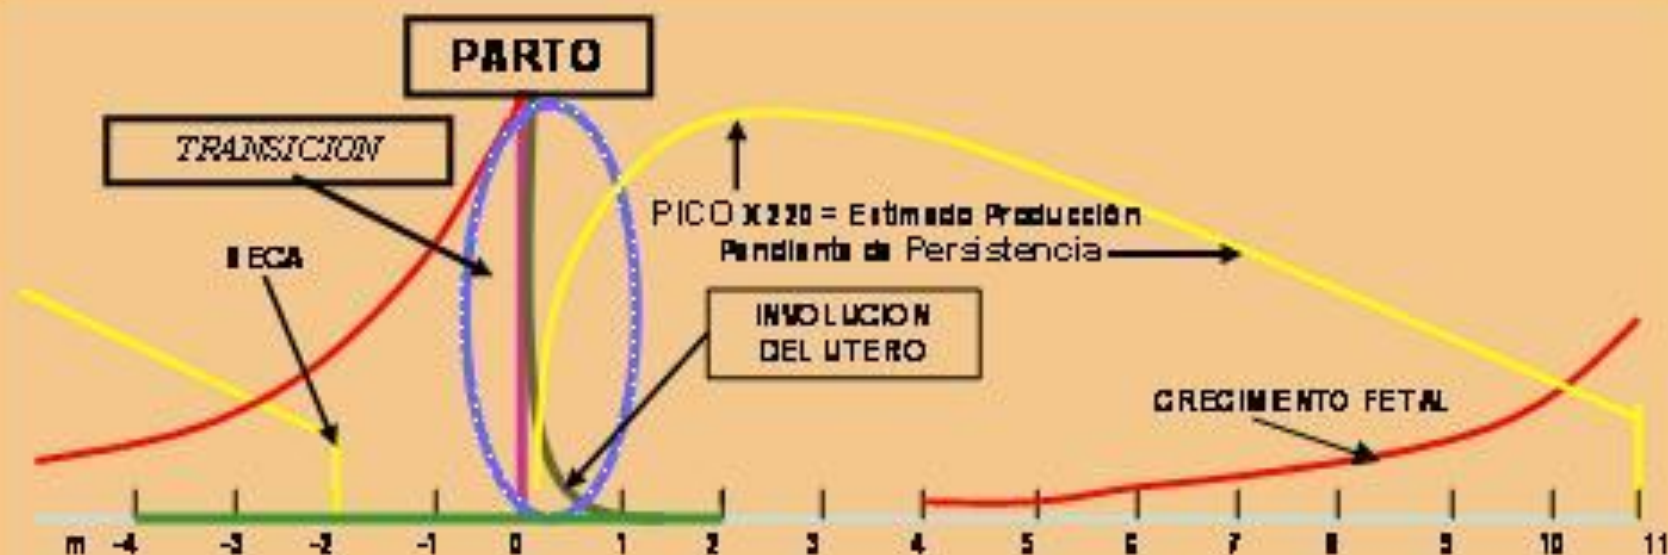 PARTO
TRANSICION
SECA
PICO X 220 = Estimado Producción
Pendiente de Persistencia
INVOLUCION
DEL UTERO
CRECIMIENTO FETAL
m -4 -3 -2 -1 0 1 2 3 4 5 6 7 8 9 10 11